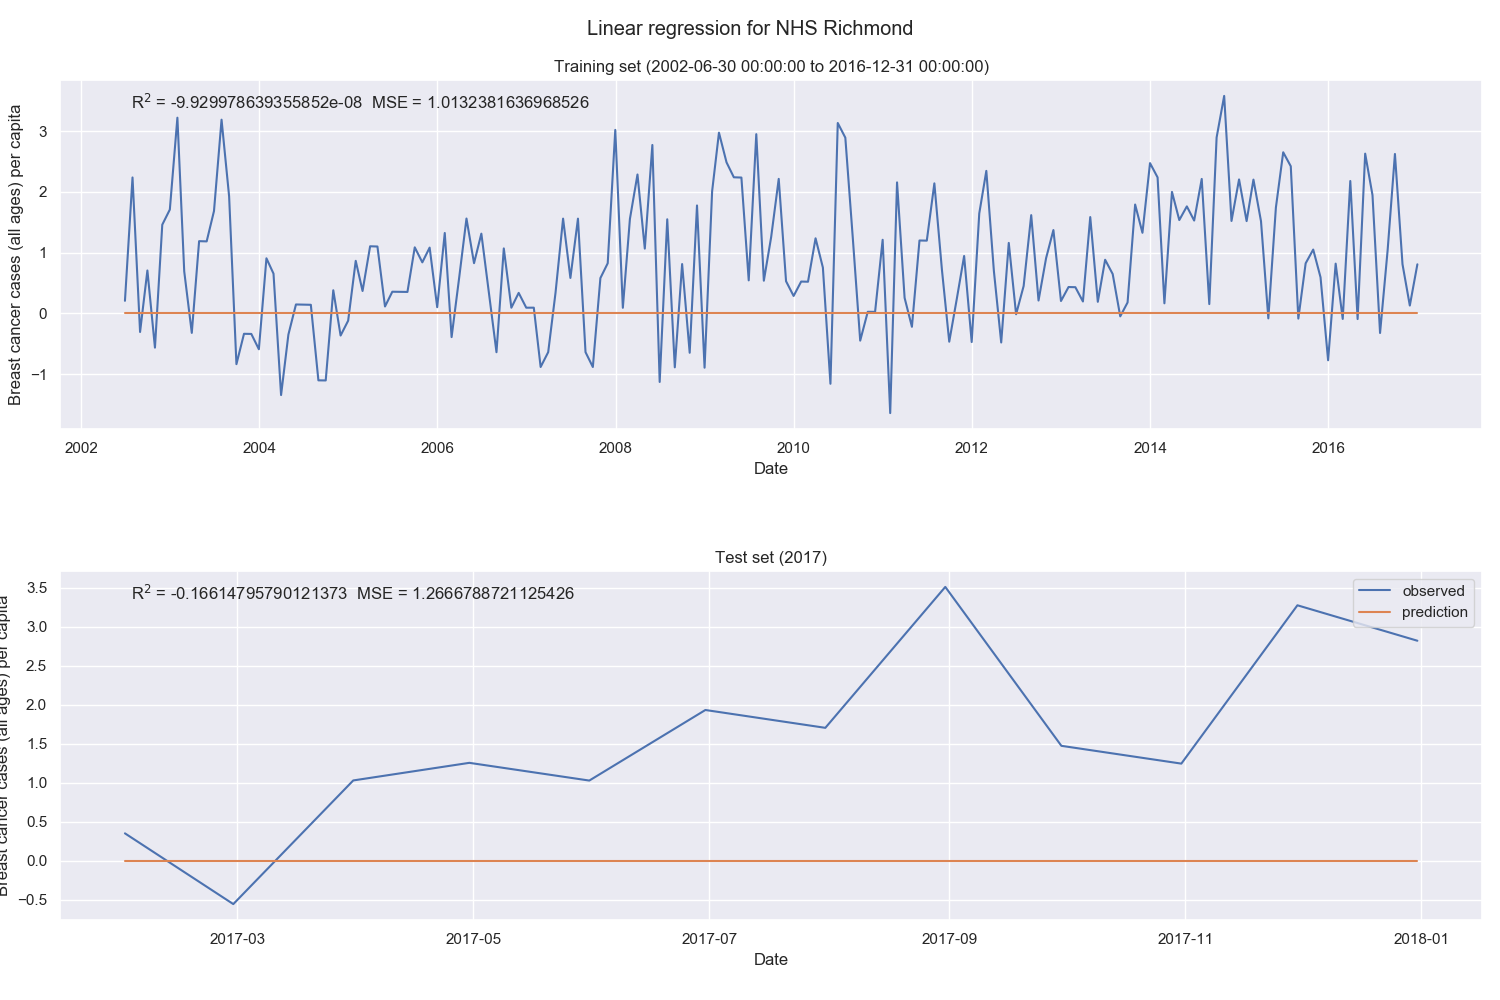 Linear regression for NHS Richmond
Training set (2002-06-30 00:00:00 to 2016-12-31 00:00:00)
R² = -9.929978639355852e-08 MSE = 1.0132381636968526
Breast cancer cases (all ages) per capita
3
2
1
0
−1
2002 2004 2006 2008 2010 2012 2014 2016
Date
Test set (2017)
R² = -0.16614795790121373 MSE = 1.2666788721125426
observed
prediction
Breast cancer cases (all ages) per capita
3.5
3.0
2.5
2.0
1.5
1.0
0.5
0.0
−0.5
2017-03 2017-05 2017-07 2017-09 2017-11 2018-01
Date